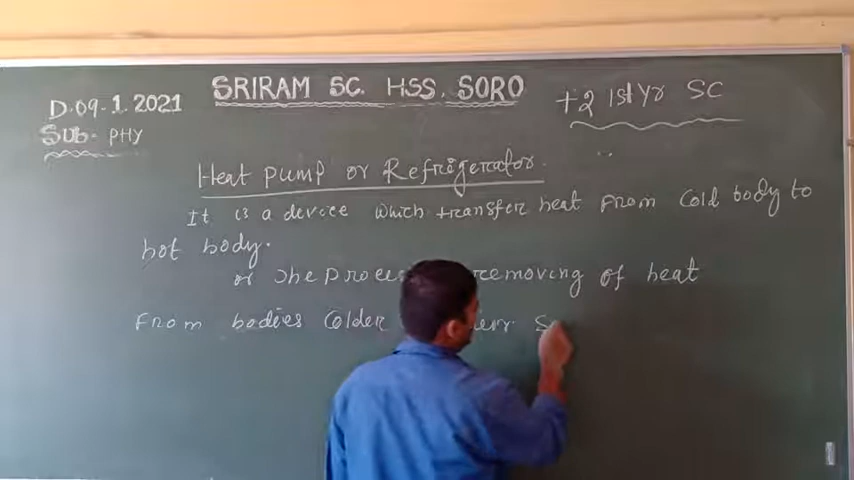 SRIRAM SC. HSS. SORO
D.09-1.2021
Sub- PHY
+2 1st Yr SC
Heat pump or Refrigerator.
It is a device which transfer heat from cold body to
hot body.
or The removing of heat
From bodies colder